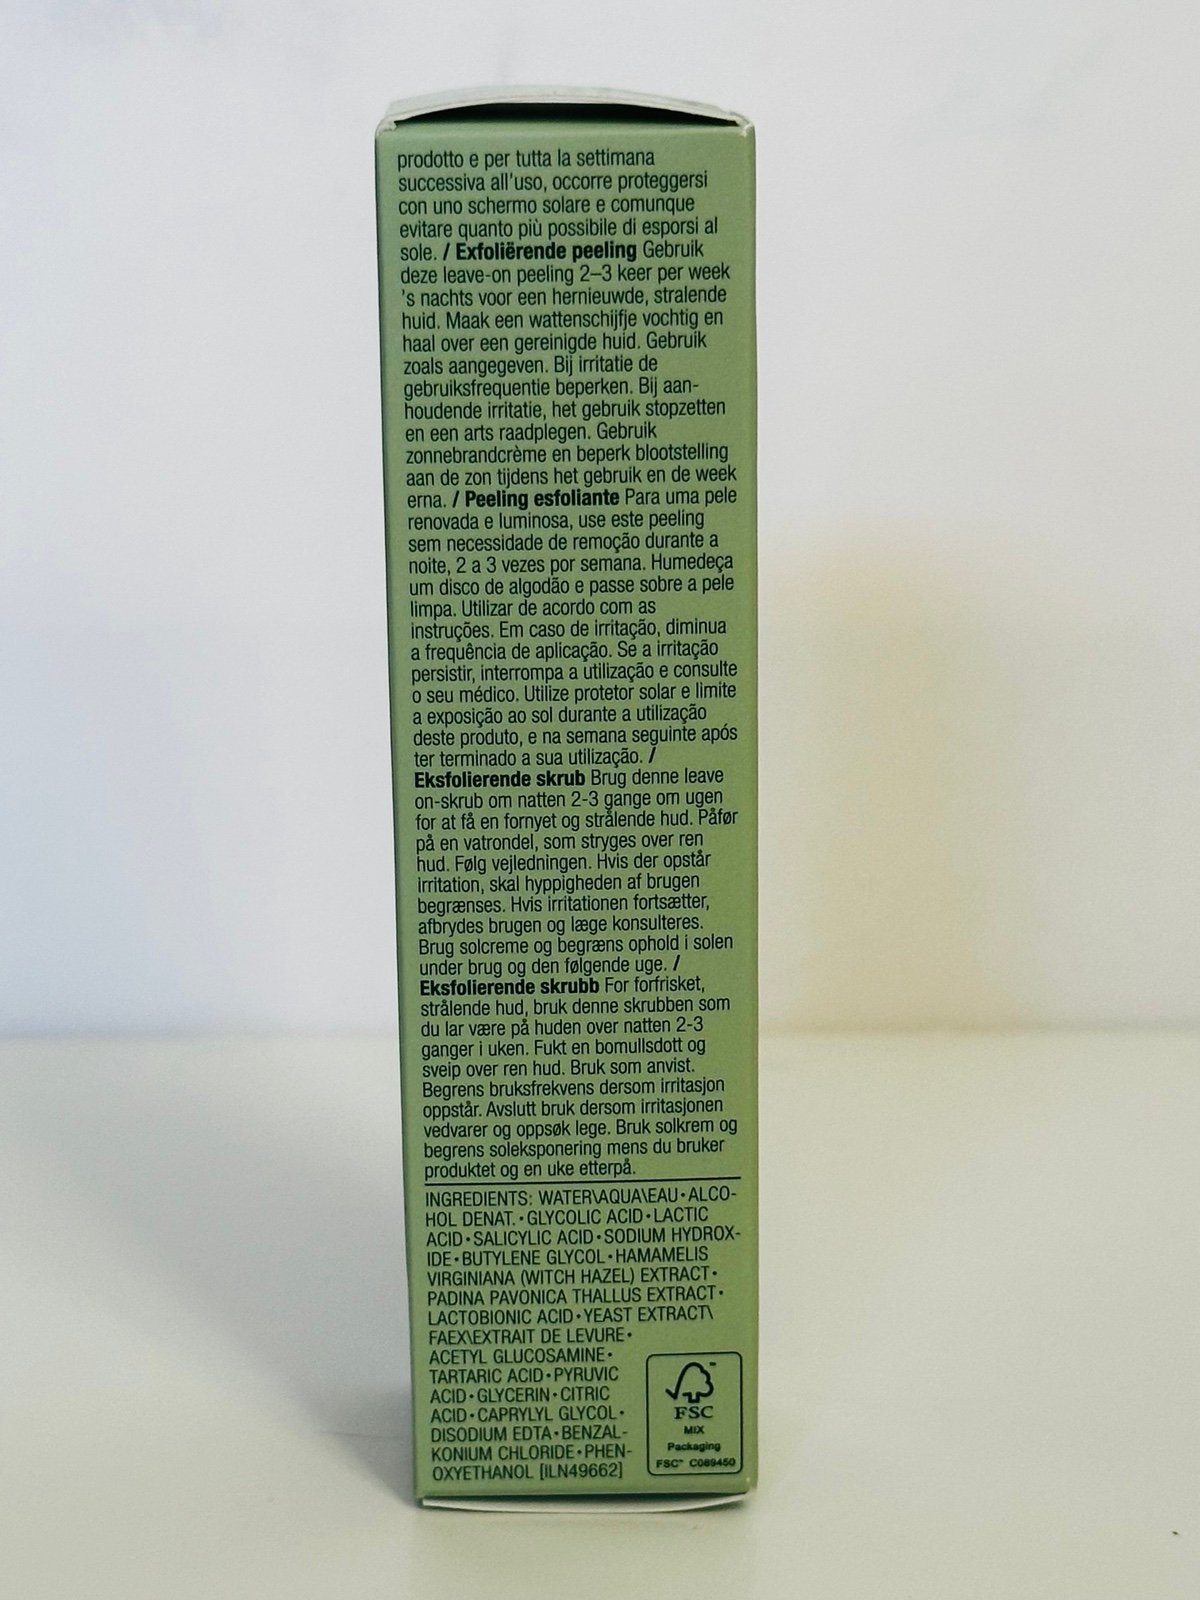 prodotto e per tutta la settimana
successiva all'uso, occorre proteggersi
con uno schermo solare e comunque
evitare quanto più possibile di esporsi al
sole. / Exfoliërende peeling Gebruik
deze leave-on peeling 2–3 keer per week
's nachts voor een hernieuwde, stralende
huid. Maak een wattenschijfje vochtig en
haal over een gereinigde huid. Gebruik
zoals aangegeven. Bij irritatie de
gebruiksfrequentie beperken. Bij aan-
houdende irritatie, het gebruik stopzetten
en een arts raadplegen. Gebruik
zonnebrandcrème en beperk blootstelling
aan de zon tijdens het gebruik en de week
erna. / Peeling esfoliante Para uma pele
renovada e luminosa, use este peeling
sem necessidade de remoção durante a
noite, 2 a 3 vezes por semana. Humedeça
um disco de algodão e passe sobre a pele
limpa. Utilizar de acordo com as
instruções. Em caso de irritação, diminua
a frequência de aplicação. Se a irritação
persistir, interrompa a utilização e consulte
o seu médico. Utilize protetor solar e limite
a exposição ao sol durante a utilização
deste produto, e na semana seguinte após
ter terminado a sua utilização. /
Eksfolierende skrub Brug denne leave
on-skrub om natten 2-3 gange om ugen
for at få en fornyet og strålende hud. Påfør
på en vatrondel, som stryges over ren
hud. Følg vejledningen. Hvis der opstår
irritation, skal hyppigheden af brugen
begrænses. Hvis irritationen fortsætter,
afbrydes brugen og læge konsulteres.
Brug solcreme og begræns ophold i solen
under brug og den følgende uge. /
Eksfolierende skrubb For forfrisket,
strålende hud, bruk denne skrubben som
du lar være på huden over natten 2-3
ganger i uken. Fukt en bomullsdott og
sveip over ren hud. Bruk som anvist.
Begrens bruksfrekvens dersom irritasjon
oppstår. Avslutt bruk dersom irritasjonen
vedvarer og oppsøk lege. Bruk solkrem og
begrens soleksponering mens du bruker
produktet og en uke etterpå.
INGREDIENTS: WATER\AQUA\EAU • ALCO-
HOL DENAT. • GLYCOLIC ACID • LACTIC
ACID • SALICYLIC ACID • SODIUM HYDROX-
IDE • BUTYLENE GLYCOL • HAMAMELIS
VIRGINIANA (WITCH HAZEL) EXTRACT •
PADINA PAVONICA THALLUS EXTRACT •
LACTOBIONIC ACID • YEAST EXTRACT\
FAEX\EXTRAIT DE LEVURE •
ACETYL GLUCOSAMINE •
TARTARIC ACID • PYRUVIC
ACID • GLYCERIN • CITRIC
ACID • CAPRYLYL GLYCOL •
DISODIUM EDTA • BENZAL-
KONIUM CHLORIDE • PHEN-
OXYETHANOL [ILN49662]
™
FSC
MIX
Packaging
FSC™ C089450